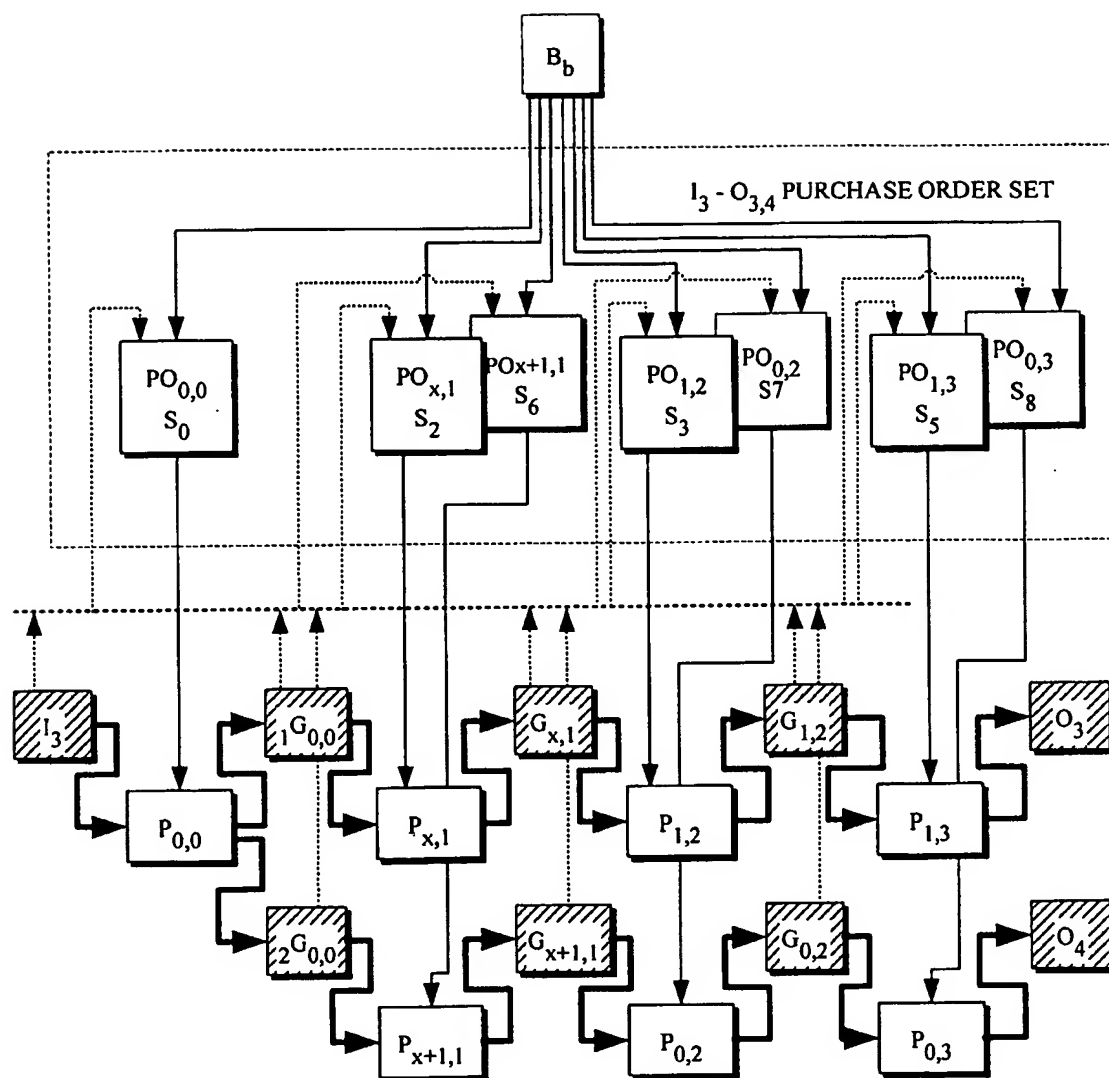 B_b
I_3 - O_3,4 PURCHASE ORDER SET
PO_0,0
S_0
PO_x,1
S_2
POx+1,1
S_6
PO_1,2
S_3
PO_0,2
S7
PO_1,3
S_5
PO_0,3
S_8
I_3
_1G_0,0
G_x,1
G_1,2
O_3
P_0,0
P_x,1
P_1,2
P_1,3
_2G_0,0
G_x+1,1
G_0,2
O_4
P_x+1,1
P_0,2
P_0,3